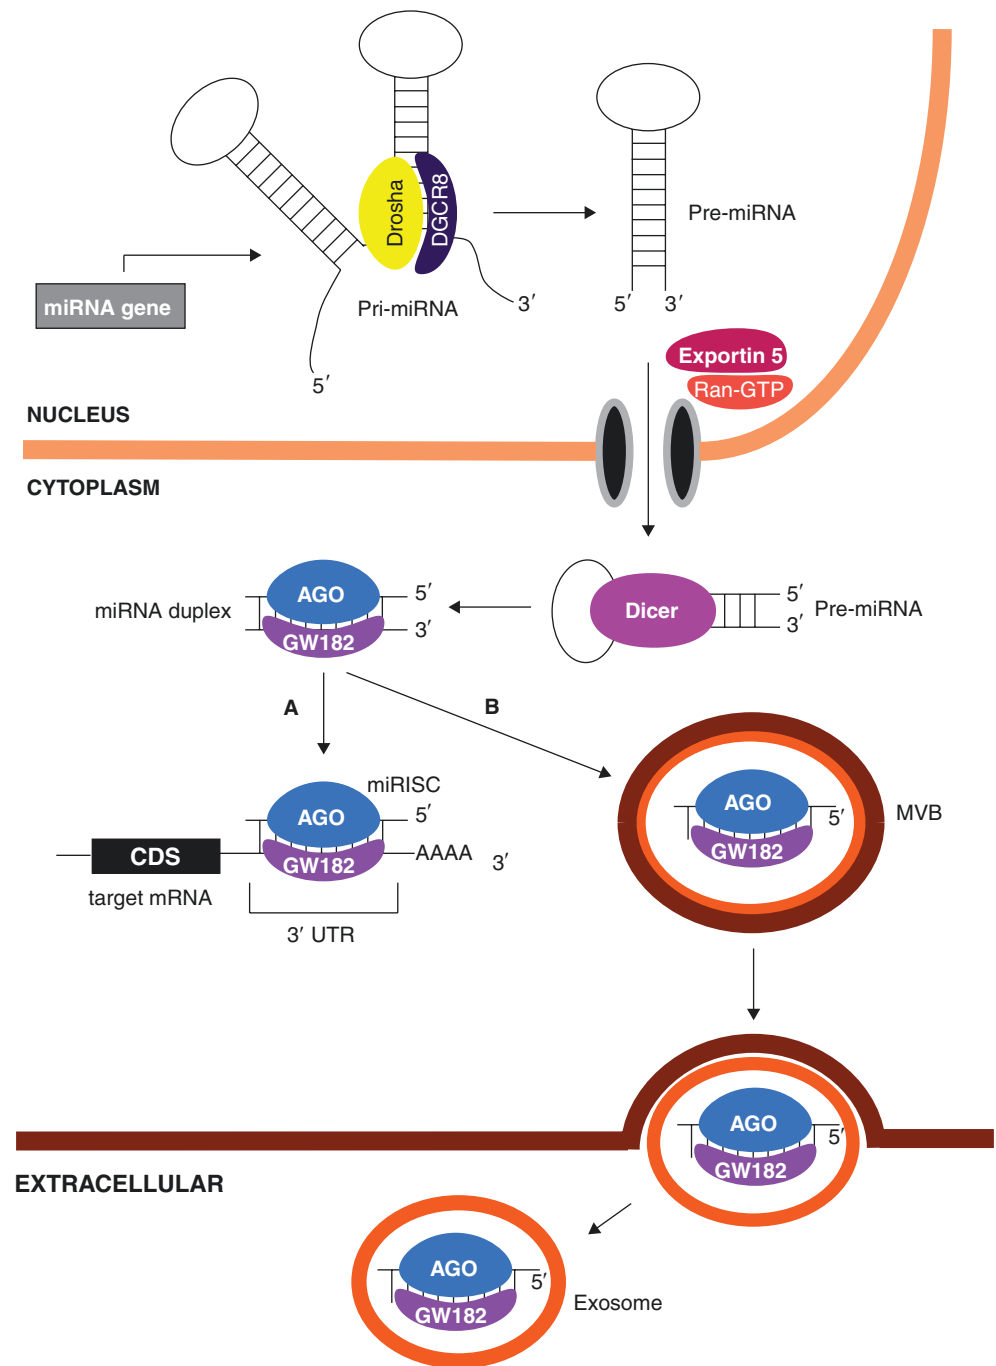 Drosha
DGCR8
Pre-miRNA
miRNA gene
Pri-miRNA
3′
5′
3′
5′
Exportin 5
Ran-GTP
NUCLEUS
CYTOPLASM
AGO
5′
miRNA duplex
3′
GW182
Dicer
5′
Pre-miRNA
3′
A
B
miRISC
AGO
5′
CDS
GW182
AAAA
3′
target mRNA
3′ UTR
AGO
5′
GW182
MVB
AGO
5′
GW182
EXTRACELLULAR
AGO
5′
GW182
Exosome